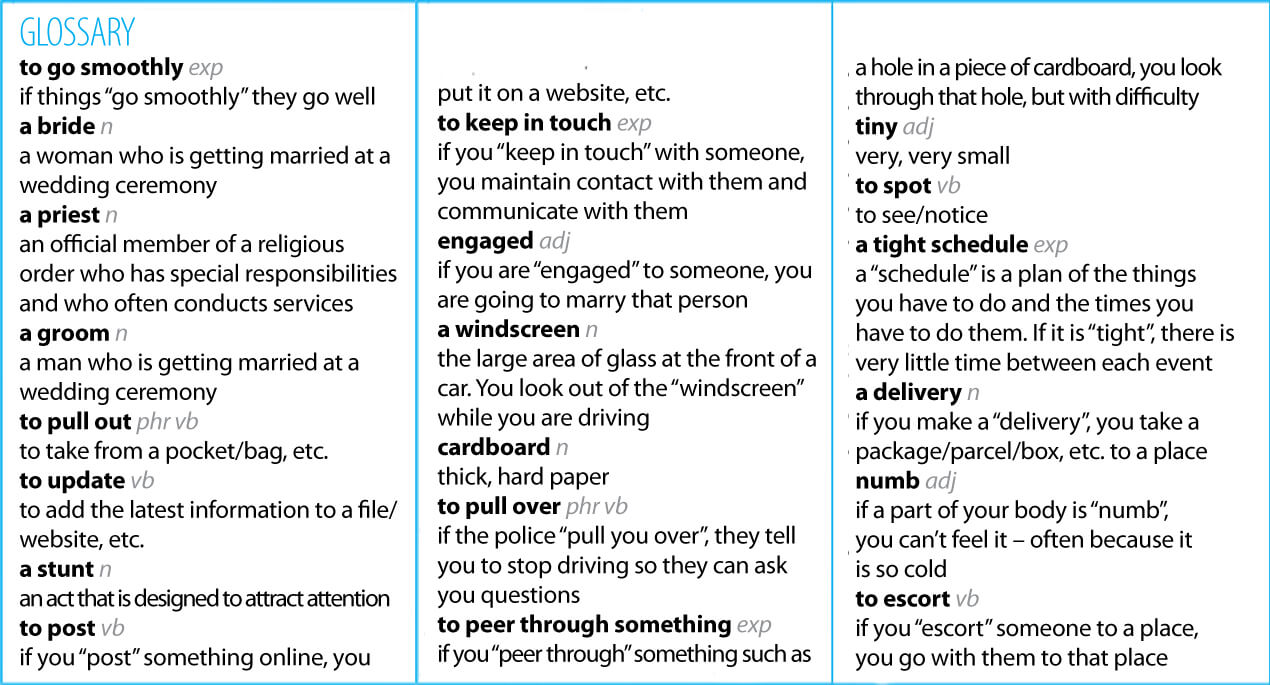 GLOSSARY
to go smoothly exp
if things “go smoothly” they go well
a bride n
a woman who is getting married at a
wedding ceremony
a priest n
an official member of a religious
order who has special responsibilities
and who often conducts services
a groom n
a man who is getting married at a
wedding ceremony
to pull out phr vb
to take from a pocket/bag, etc.
to update vb
to add the latest information to a file/
website, etc.
a stunt n
an act that is designed to attract attention
to post vb
if you “post” something online, you
put it on a website, etc.
to keep in touch exp
if you “keep in touch” with someone,
you maintain contact with them and
communicate with them
engaged adj
if you are “engaged” to someone, you
are going to marry that person
a windscreen n
the large area of glass at the front of a
car. You look out of the “windscreen”
while you are driving
cardboard n
thick, hard paper
to pull over phr vb
if the police “pull you over”, they tell
you to stop driving so they can ask
you questions
to peer through something exp
if you “peer through” something such as
a hole in a piece of cardboard, you look
through that hole, but with difficulty
tiny adj
very, very small
to spot vb
to see/notice
a tight schedule exp
a “schedule” is a plan of the things
you have to do and the times you
have to do them. If it is “tight”, there is
very little time between each event
a delivery n
if you make a “delivery”, you take a
package/parcel/box, etc. to a place
numb adj
if a part of your body is “numb”,
you can’t feel it – often because it
is so cold
to escort vb
if you “escort” someone to a place,
you go with them to that place